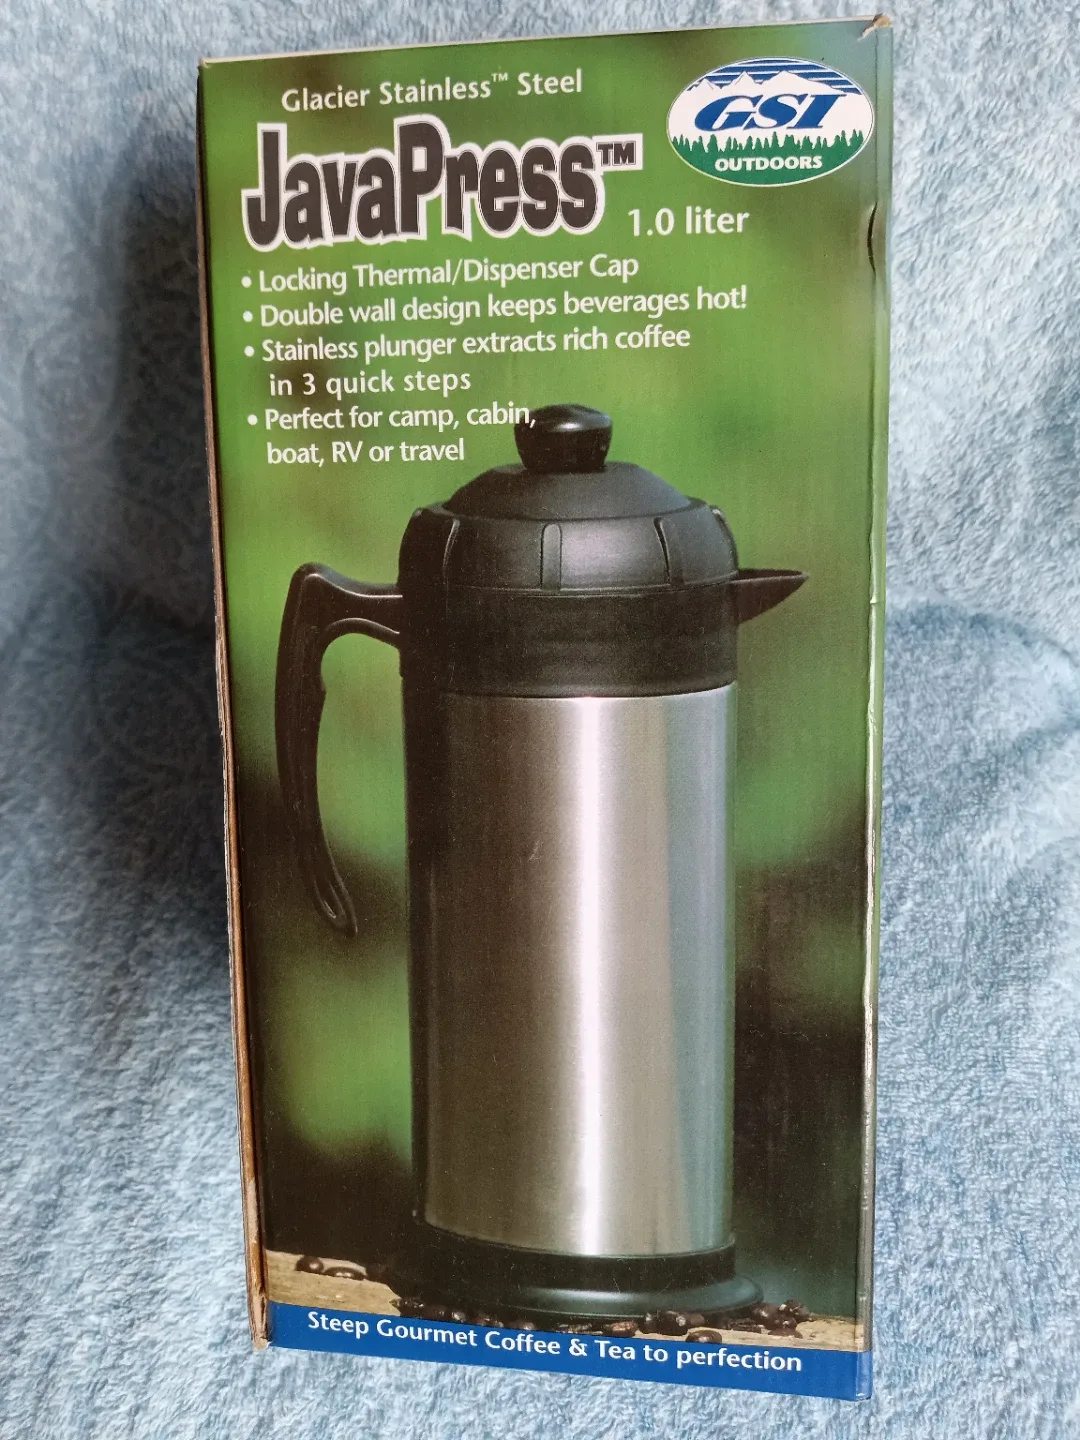 Glacier Stainless™ Steel
GSI
OUTDOORS
JavaPress™
1.0 liter
• Locking Thermal/Dispenser Cap
• Double wall design keeps beverages hot!
• Stainless plunger extracts rich coffee
in 3 quick steps
• Perfect for camp, cabin,
boat, RV or travel
Steep Gourmet Coffee & Tea to perfection